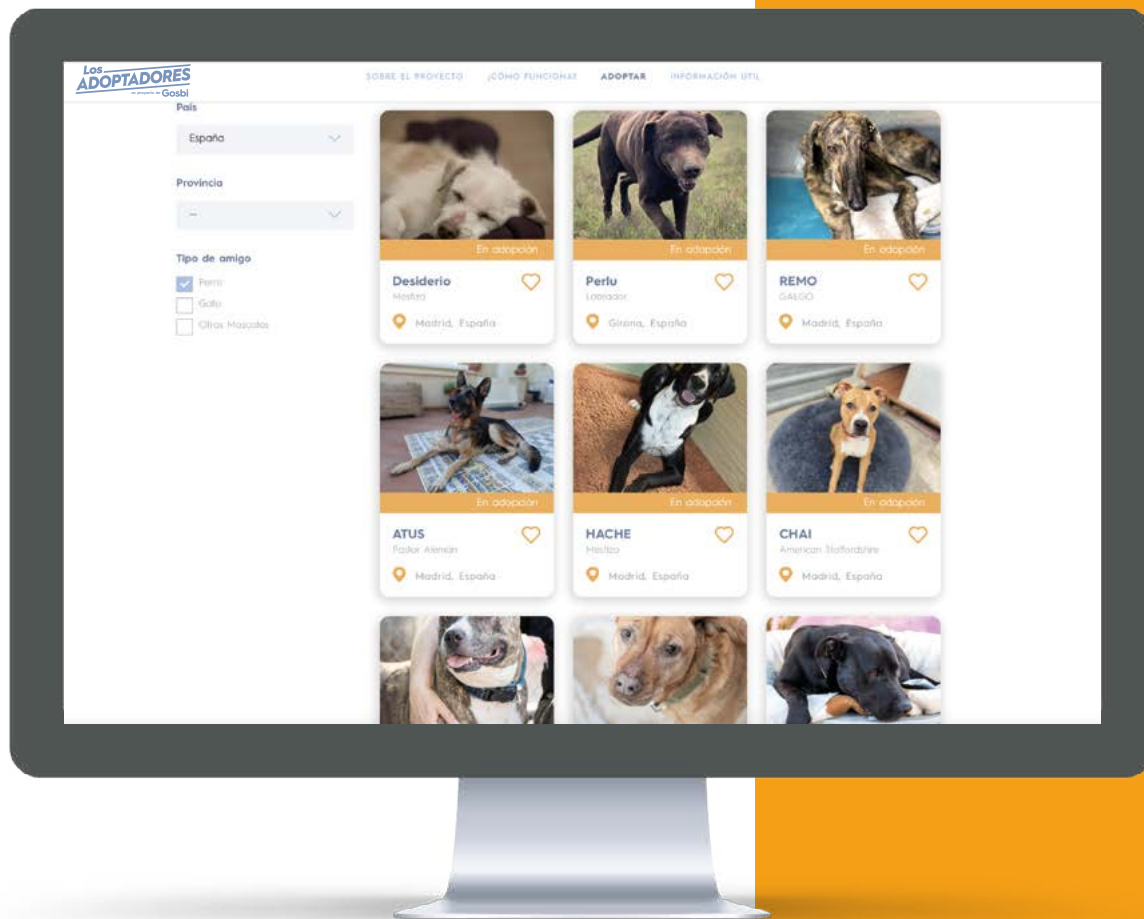 Los
ADOPTADORES
un proyecto de Gosbi
SOBRE EL PROYECTO
¿CÓMO FUNCIONA?
ADOPTAR
INFORMACIÓN ÚTIL
País
España
Provincia
--
Tipo de amigo
Perro
Gato
Otras Mascotas
En adopción
En adopción
En adopción
Desiderio
Mestizo
Madrid, España
Perlu
Labrador
Girona, España
REMO
GALGO
Madrid, España
En adopción
En adopción
En adopción
ATUS
Pastor Alemán
Madrid, España
HACHE
Mestizo
Madrid, España
CHAI
American Staffordshire
Madrid, España